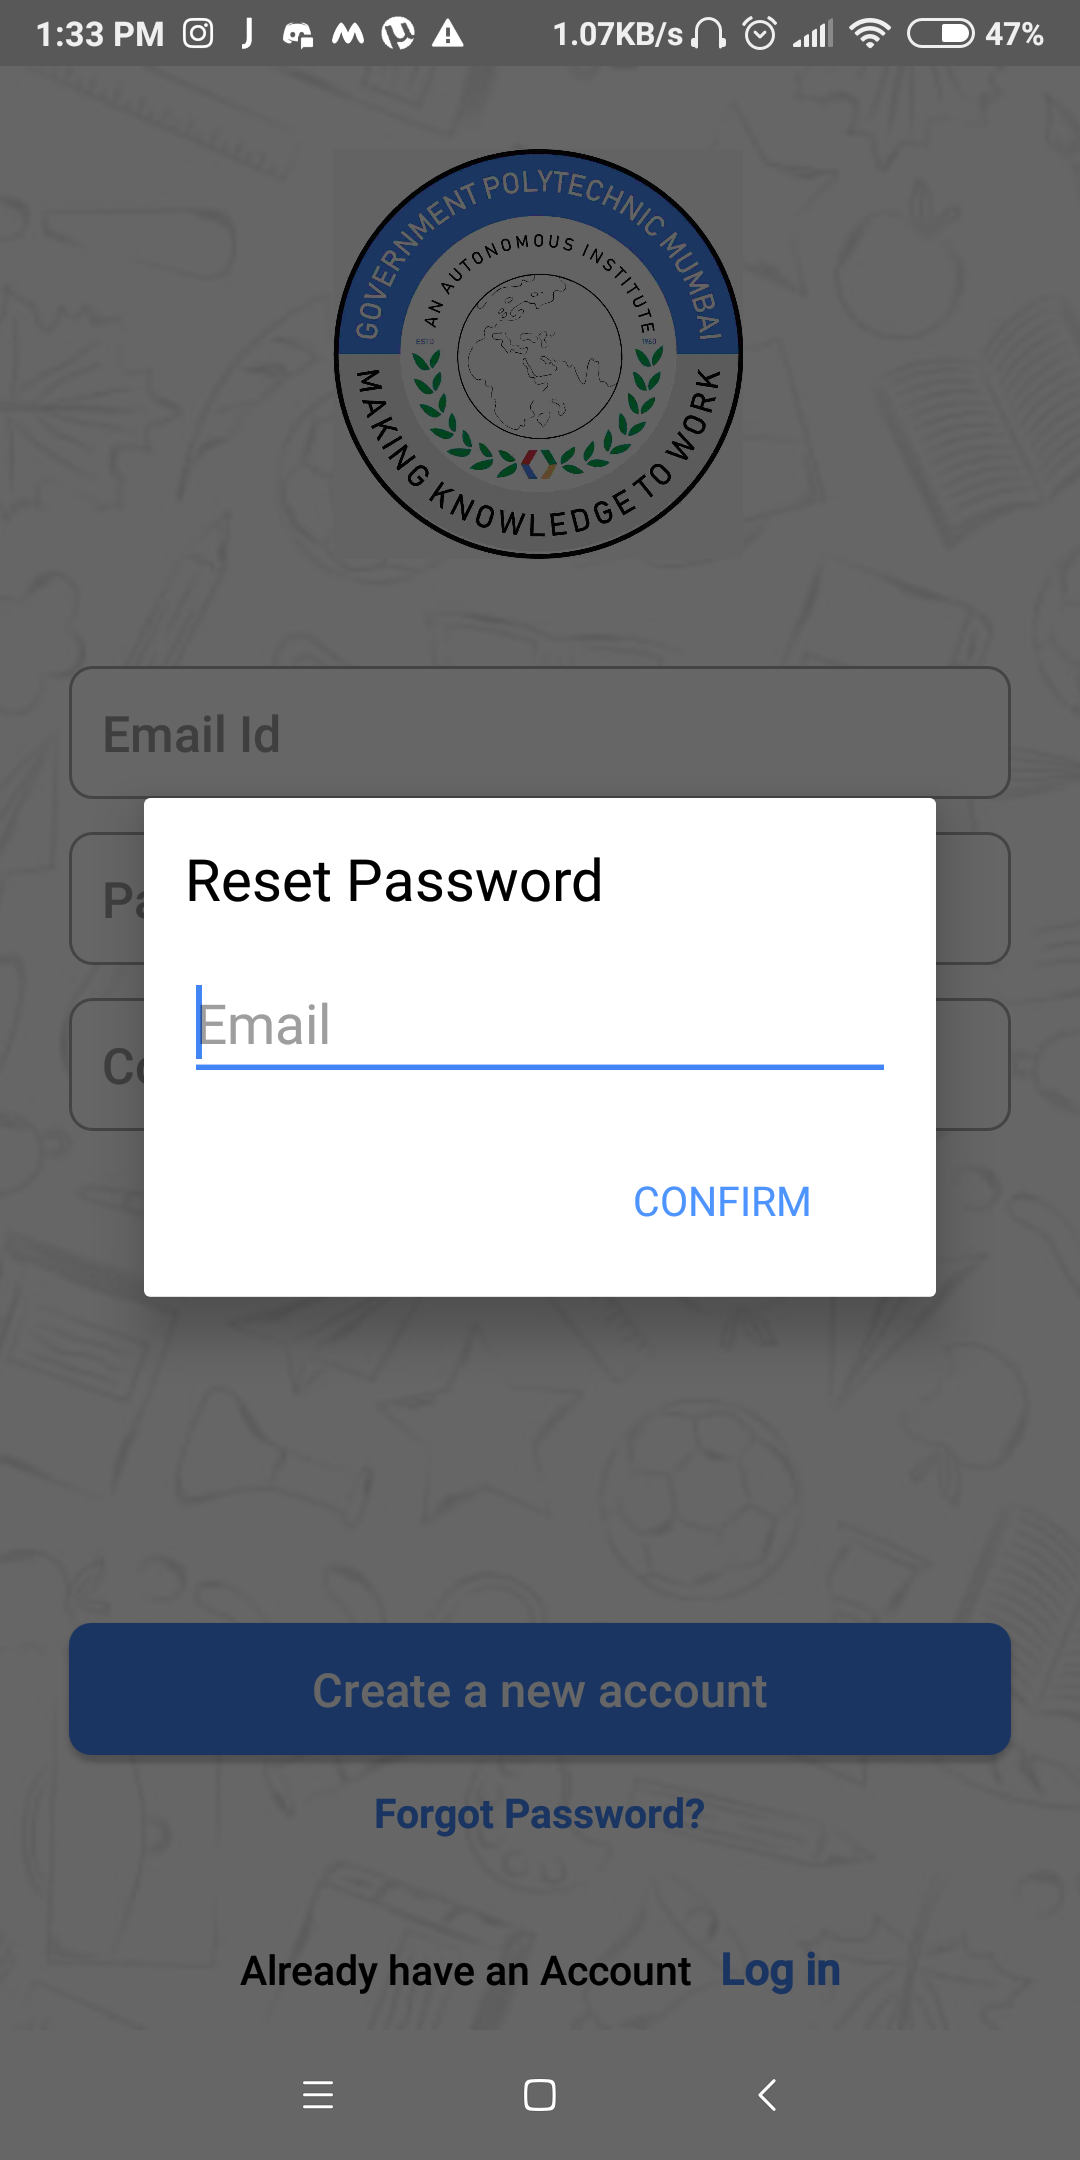 1:33 PM 1.07KB/s 47%
GOVERNMENT POLYTECHNIC MUMBAI
AN AUTONOMOUS INSTITUTE
ESTD 1960
MAKING KNOWLEDGE TO WORK
Email Id
Pa
Reset Password
Email
Co
CONFIRM
Create a new account
Forgot Password?
Already have an Account Log in